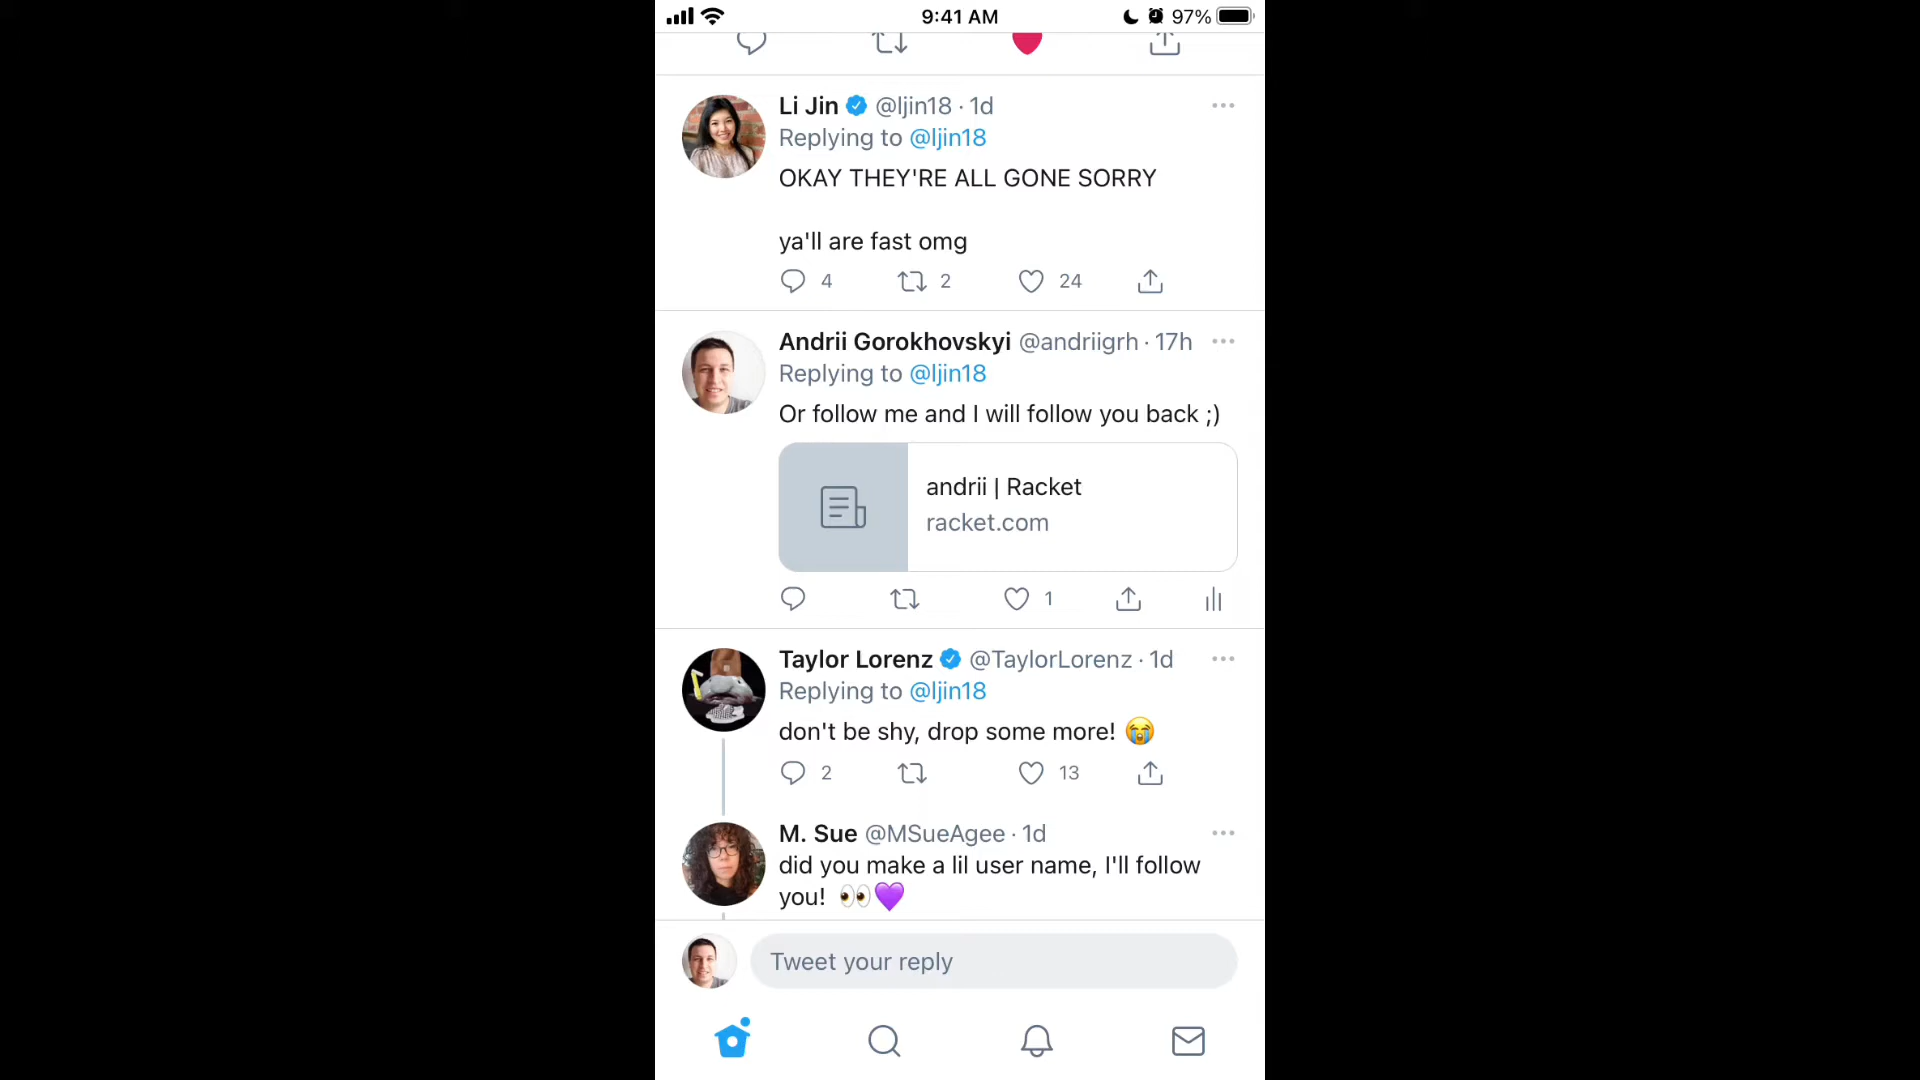 9:41 AM
97%
Li Jin @ljin18 · 1d
Replying to @ljin18
OKAY THEY'RE ALL GONE SORRY
ya'll are fast omg
4 2 24
Andrii Gorokhovskyi @andriigrh · 17h
Replying to @ljin18
Or follow me and I will follow you back ;)
andrii | Racket
racket.com
1
Taylor Lorenz @TaylorLorenz · 1d
Replying to @ljin18
don't be shy, drop some more! 😭
2 13
M. Sue @MSueAgee · 1d
did you make a lil user name, I'll follow
you! 👀💜
Tweet your reply